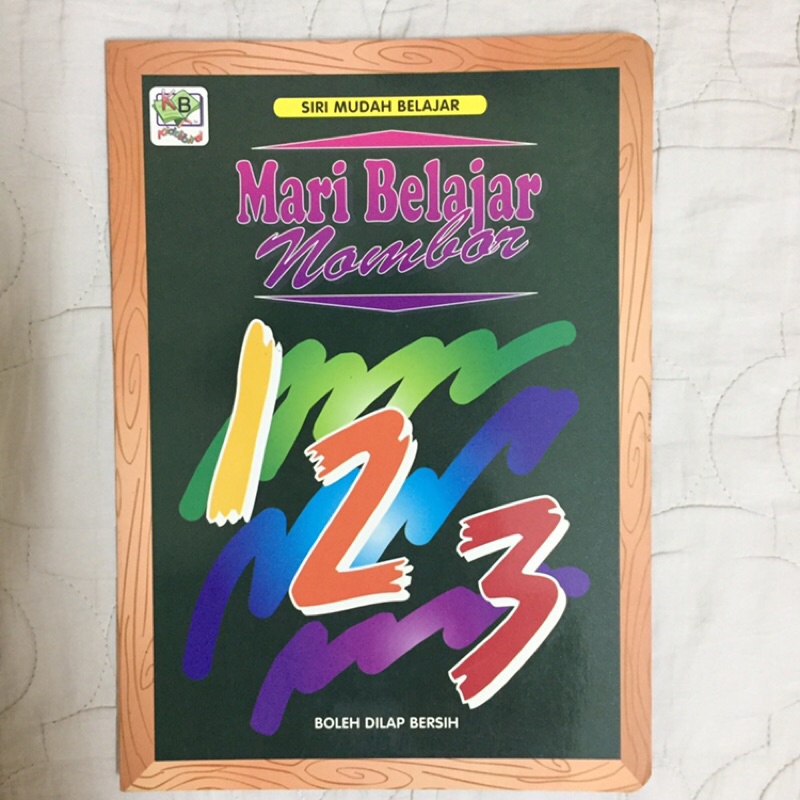 SIRI MUDAH BELAJAR
KB
Mari Belajar
Nombor
1
2
3
BOLEH DILAP BERSIH